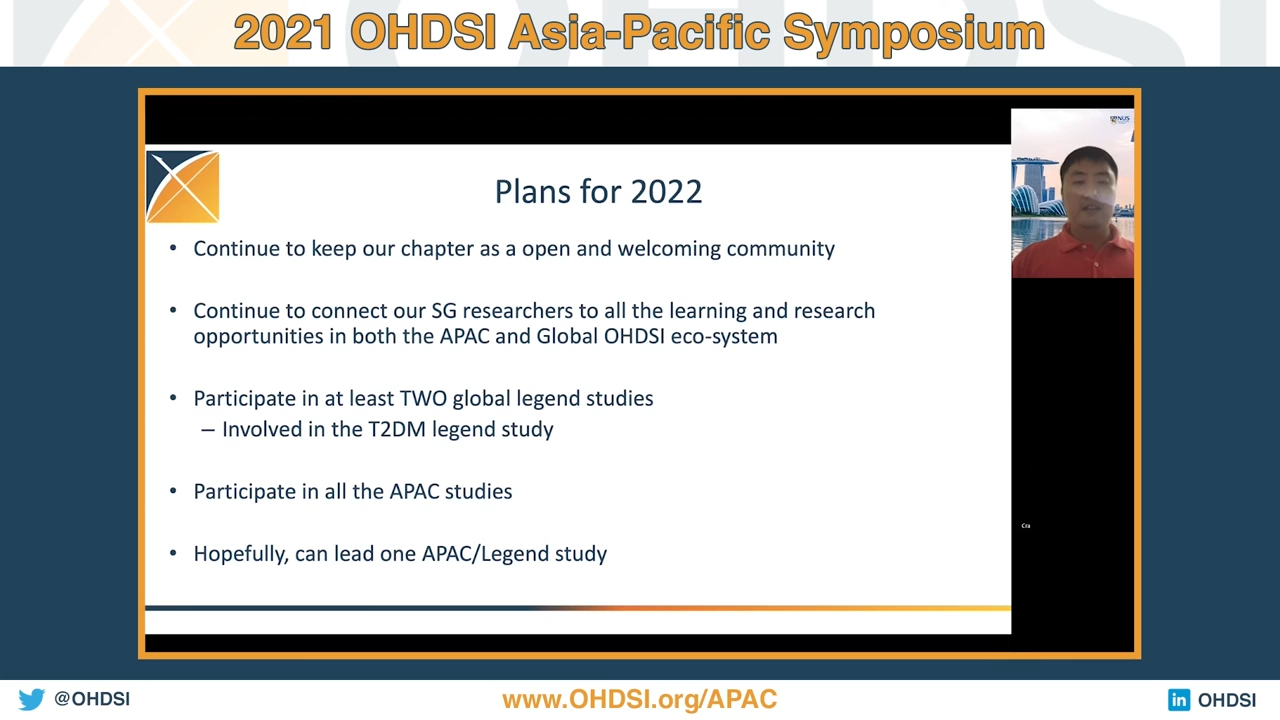 2021 OHDSI Asia-Pacific Symposium
NUS
Plans for 2022
• Continue to keep our chapter as a open and welcoming community
• Continue to connect our SG researchers to all the learning and research
opportunities in both the APAC and Global OHDSI eco-system
• Participate in at least TWO global legend studies
– Involved in the T2DM legend study
• Participate in all the APAC studies
• Hopefully, can lead one APAC/Legend study
Cra
@OHDSI
www.OHDSI.org/APAC
in OHDSI